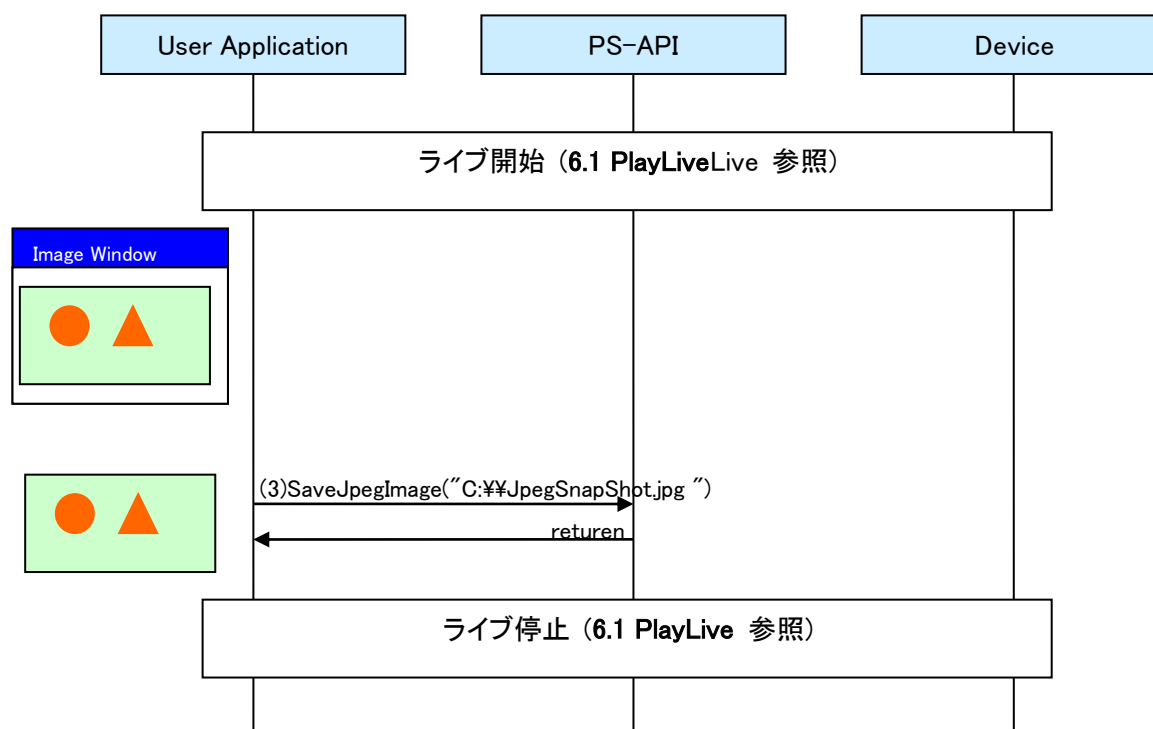 User Application
PS-API
Device
ライブ開始 (6.1 PlayLiveLive 参照)
Image Window
(3)SaveJpegImage("C:¥¥JpegSnapShot.jpg ")
returen
ライブ停止 (6.1 PlayLive 参照)